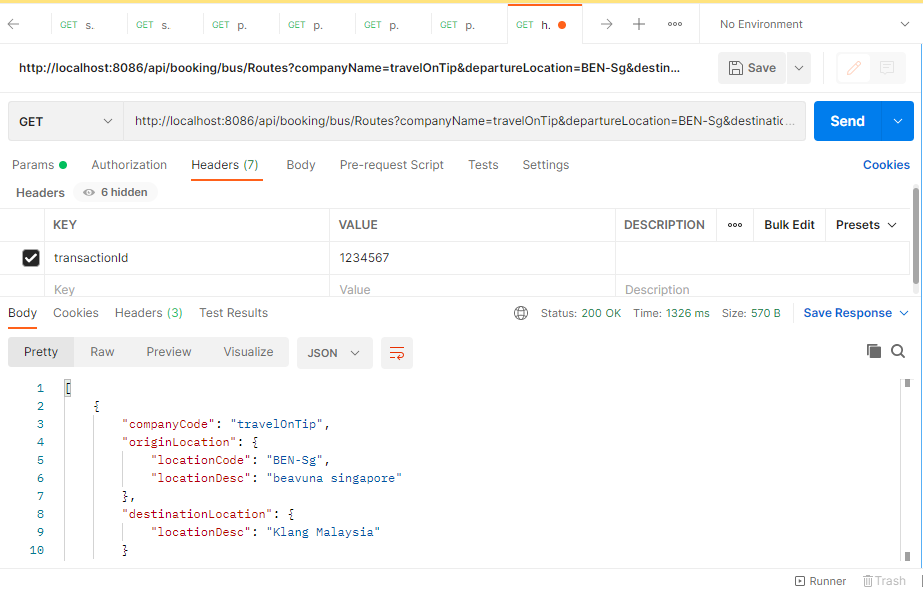 GET s. GET s. GET p. GET p. GET p. GET p. GET h. No Environment
http://localhost:8086/api/booking/bus/Routes?companyName=travelOnTip&departureLocation=BEN-Sg&destin... Save
GET http://localhost:8086/api/booking/bus/Routes?companyName=travelOnTip&departureLocation=BEN-Sg&destinatic... Send
Params Authorization Headers (7) Body Pre-request Script Tests Settings Cookies
Headers 6 hidden
KEY VALUE DESCRIPTION Bulk Edit Presets
transactionId 1234567
Key Value Description
Body Cookies Headers (3) Test Results Status: 200 OK Time: 1326 ms Size: 570 B Save Response
Pretty Raw Preview Visualize JSON
1 [
2 {
3 "companyCode": "travelOnTip",
4 "originLocation": {
5 "locationCode": "BEN-Sg",
6 "locationDesc": "beavuna singapore"
7 },
8 "destinationLocation": {
9 "locationDesc": "Klang Malaysia"
10 }
Runner Trash